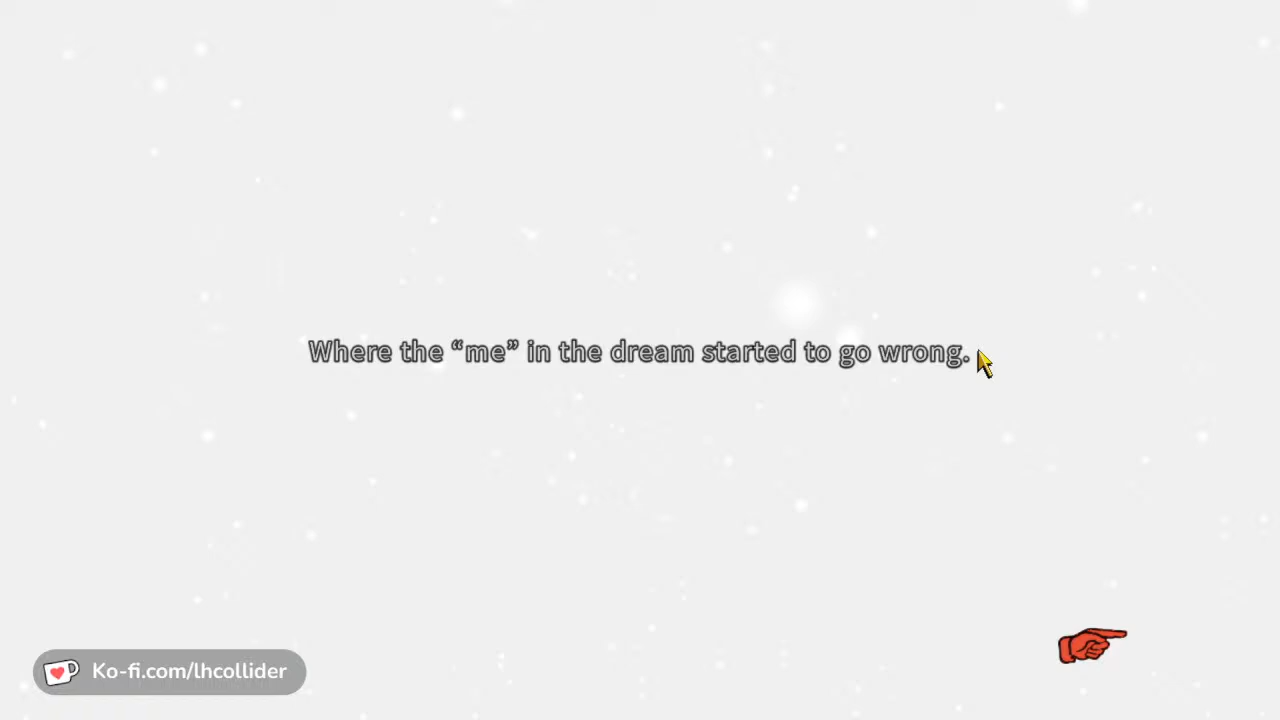 Where the “me” in the dream started to go wrong.
Ko-fi.com/lhcollider